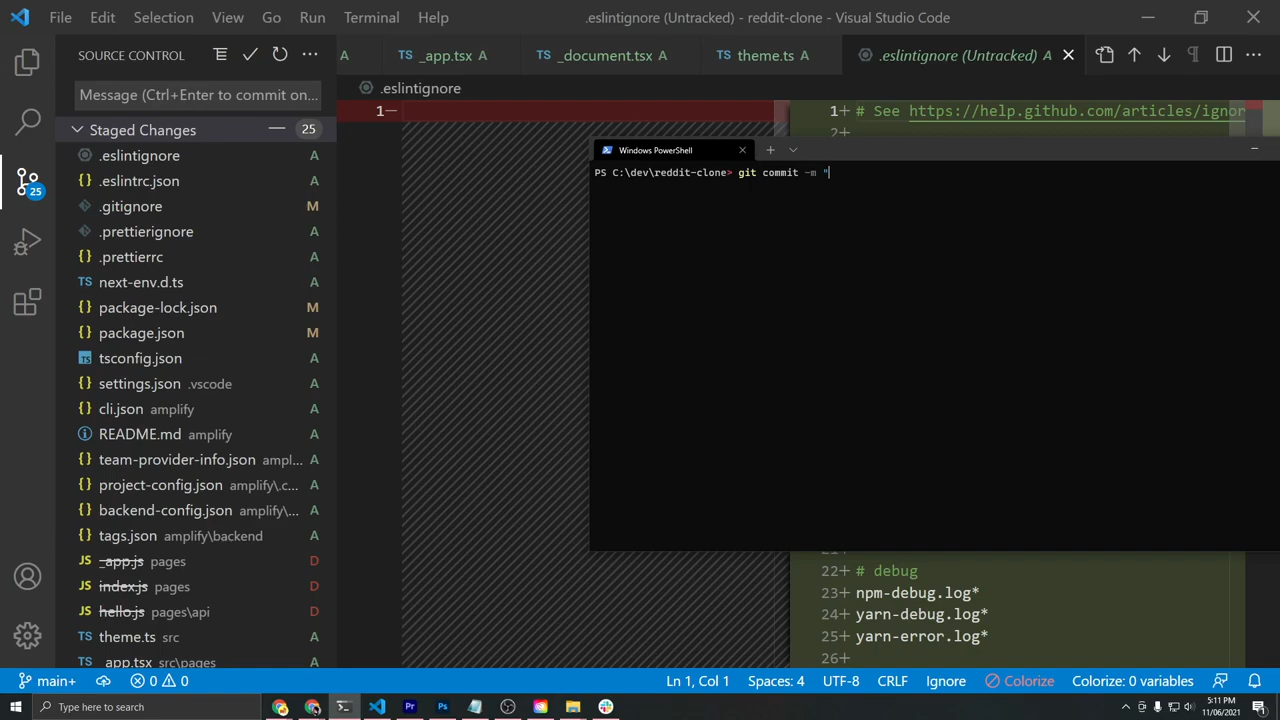 File Edit Selection View Go Run Terminal Help .eslintignore (Untracked) - reddit-clone - Visual Studio Code
SOURCE CONTROL
A TS _app.tsx A TS _document.tsx A TS theme.ts A .eslintignore (Untracked) A
.eslintignore
Message (Ctrl+Enter to commit on...
1— 1+ # See https://help.github.com/articles/ignor
2+
Staged Changes 25
.eslintignore A
{} .eslintrc.json A
.gitignore M
.prettierignore A
{} .prettierrc A
TS next-env.d.ts A
{} package-lock.json M
{} package.json M
TS tsconfig.json A
{} settings.json .vscode A
{} cli.json amplify A
README.md amplify A
{} team-provider-info.json ampl... A
{} project-config.json amplify\.c... A
{} backend-config.json amplify\... A
{} tags.json amplify\backend A
JS _app.js pages D
JS index.js pages D
JS hello.js pages\api D
TS theme.ts src A
_app.tsx src\pages A
25
Windows PowerShell
PS C:\dev\reddit-clone> git commit -m "
22+ # debug
23+ npm-debug.log*
24+ yarn-debug.log*
25+ yarn-error.log*
26+
main+ 0 0 Ln 1, Col 1 Spaces: 4 UTF-8 CRLF Ignore Colorize Colorize: 0 variables
Type here to search
Pr Ps
5:11 PM
11/06/2021